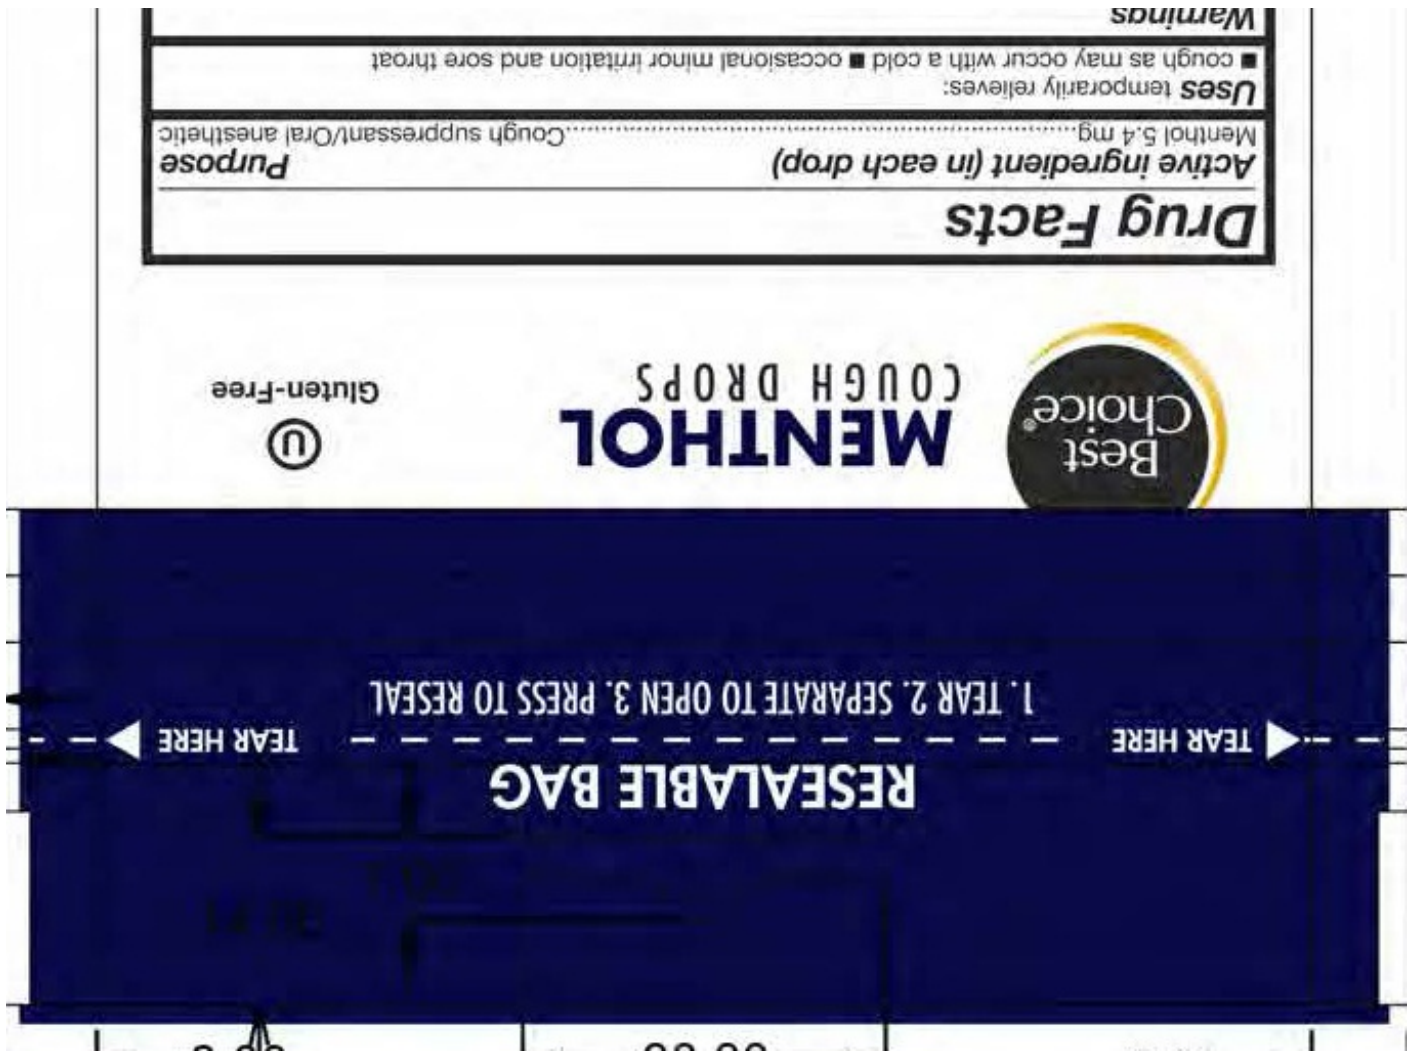 RESEALABLE BAG
TEAR HERE TEAR HERE
1. TEAR 2. SEPARATE TO OPEN 3. PRESS TO RESEAL
Best
Choice®
MENTHOL
COUGH DROPS
U
Gluten-Free
Drug Facts
Active ingredient (in each drop) Purpose
Menthol 5.4 mg........................Cough suppressant/Oral anesthetic
Uses temporarily relieves:
■ cough as may occur with a cold ■ occasional minor irritation and sore throat
Warnings